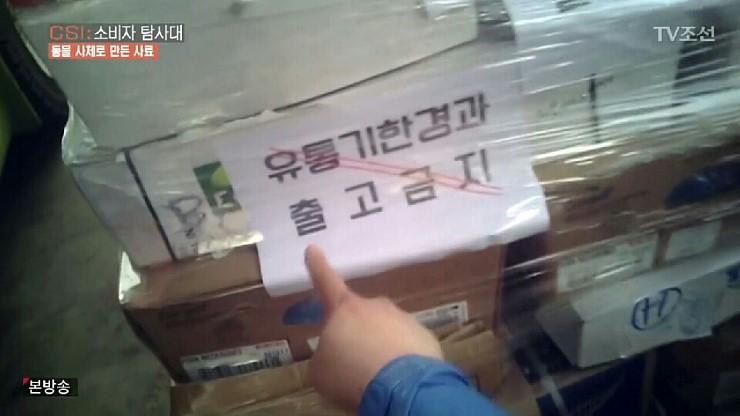 CSI: 소비자 탐사대
동물 사체로 만든 사료
TV조선
유통기한경과
출고금지
H
본방송